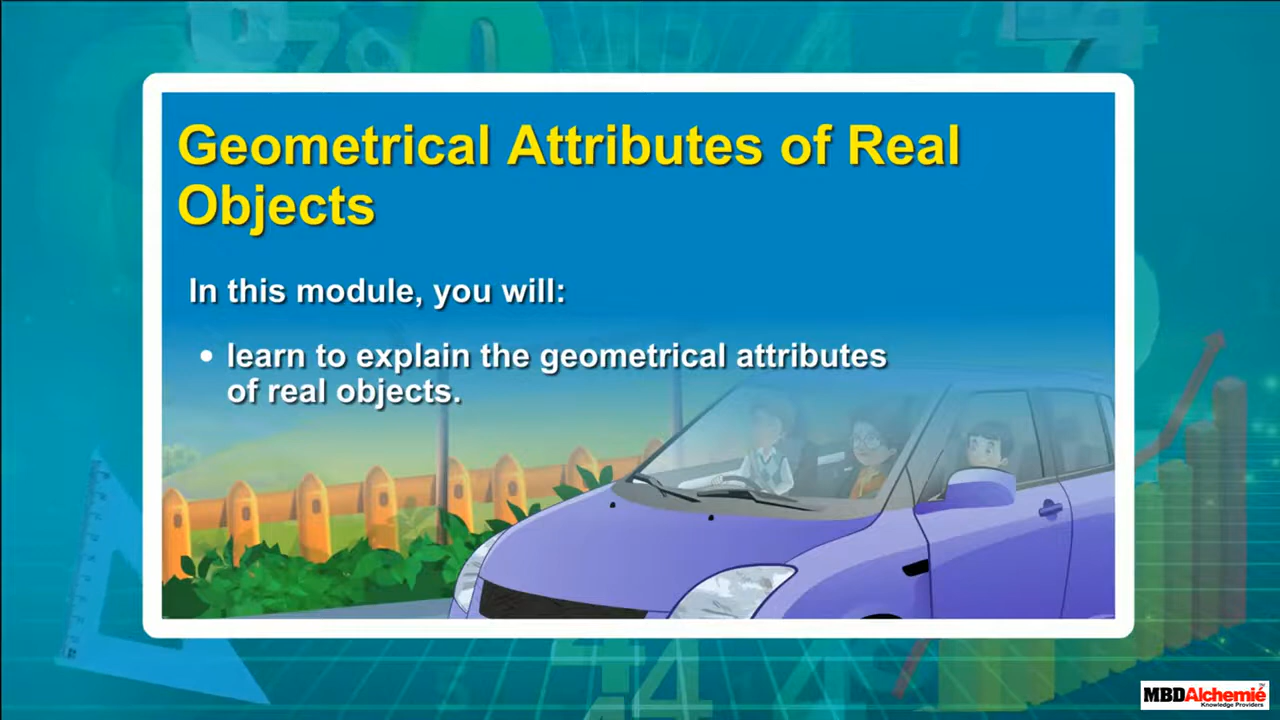 Geometrical Attributes of Real
Objects
In this module, you will:
• learn to explain the geometrical attributes
of real objects.
MBDAlchemie
Knowledge Providers